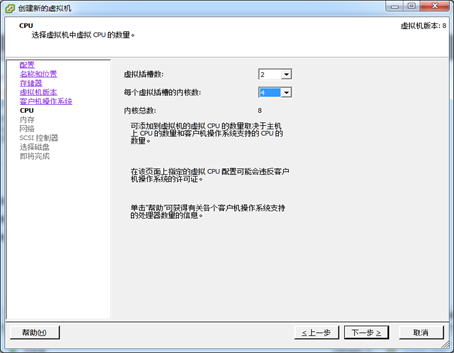 创建新的虚拟机
CPU
选择虚拟机中虚拟 CPU 的数量。
虚拟机版本: 8
配置
名称和位置
存储器
虚拟机版本
客户机操作系统
CPU
内存
网络
SCSI 控制器
选择磁盘
即将完成
虚拟插槽数: 2
每个虚拟插槽的内核数: 4
内核总数: 8
可添加到虚拟机的虚拟 CPU 的数量取决于主机
上 CPU 的数量和客户机操作系统支持的 CPU 的
数量。
在该页面上指定的虚拟 CPU 配置可能会违反客户
机操作系统的许可证。
单击“帮助”可获得有关各个客户机操作系统支持
的处理器数量的信息。
帮助(H)
≤上一步
下一步 ≥
取消